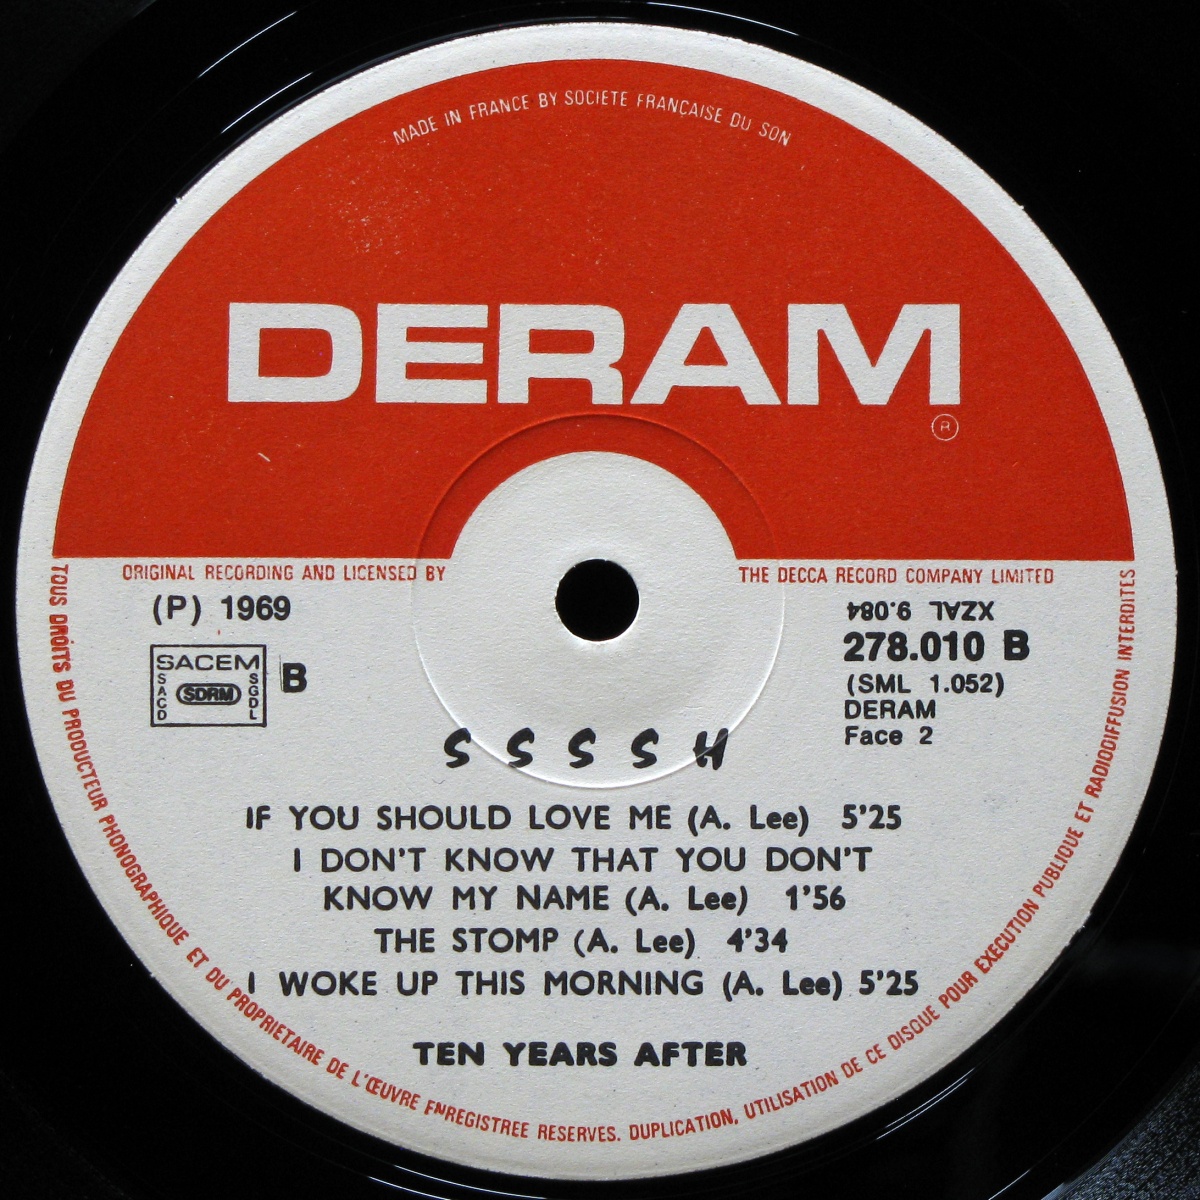 MADE IN FRANCE BY SOCIETE FRANÇAISE DU SON
DERAM
R
ORIGINAL RECORDING AND LICENSED BY THE DECCA RECORD COMPANY LIMITED
(P) 1969
XZAL 9.084
278.010 B
(SML 1.052)
DERAM
Face 2
SACEM
SACD
SDRM
SGDL
B
S S S S H
IF YOU SHOULD LOVE ME (A. Lee) 5'25
I DON'T KNOW THAT YOU DON'T
KNOW MY NAME (A. Lee) 1'56
THE STOMP (A. Lee) 4'34
I WOKE UP THIS MORNING (A. Lee) 5'25
TEN YEARS AFTER
TOUS DROITS DU PRODUCTEUR PHONOGRAPHIQUE ET DU PROPRIETAIRE DE L'ŒUVRE ENREGISTREE RESERVES. DUPLICATION, UTILISATION DE CE DISQUE POUR EXECUTION PUBLIQUE ET RADIODIFFUSION INTERDITES